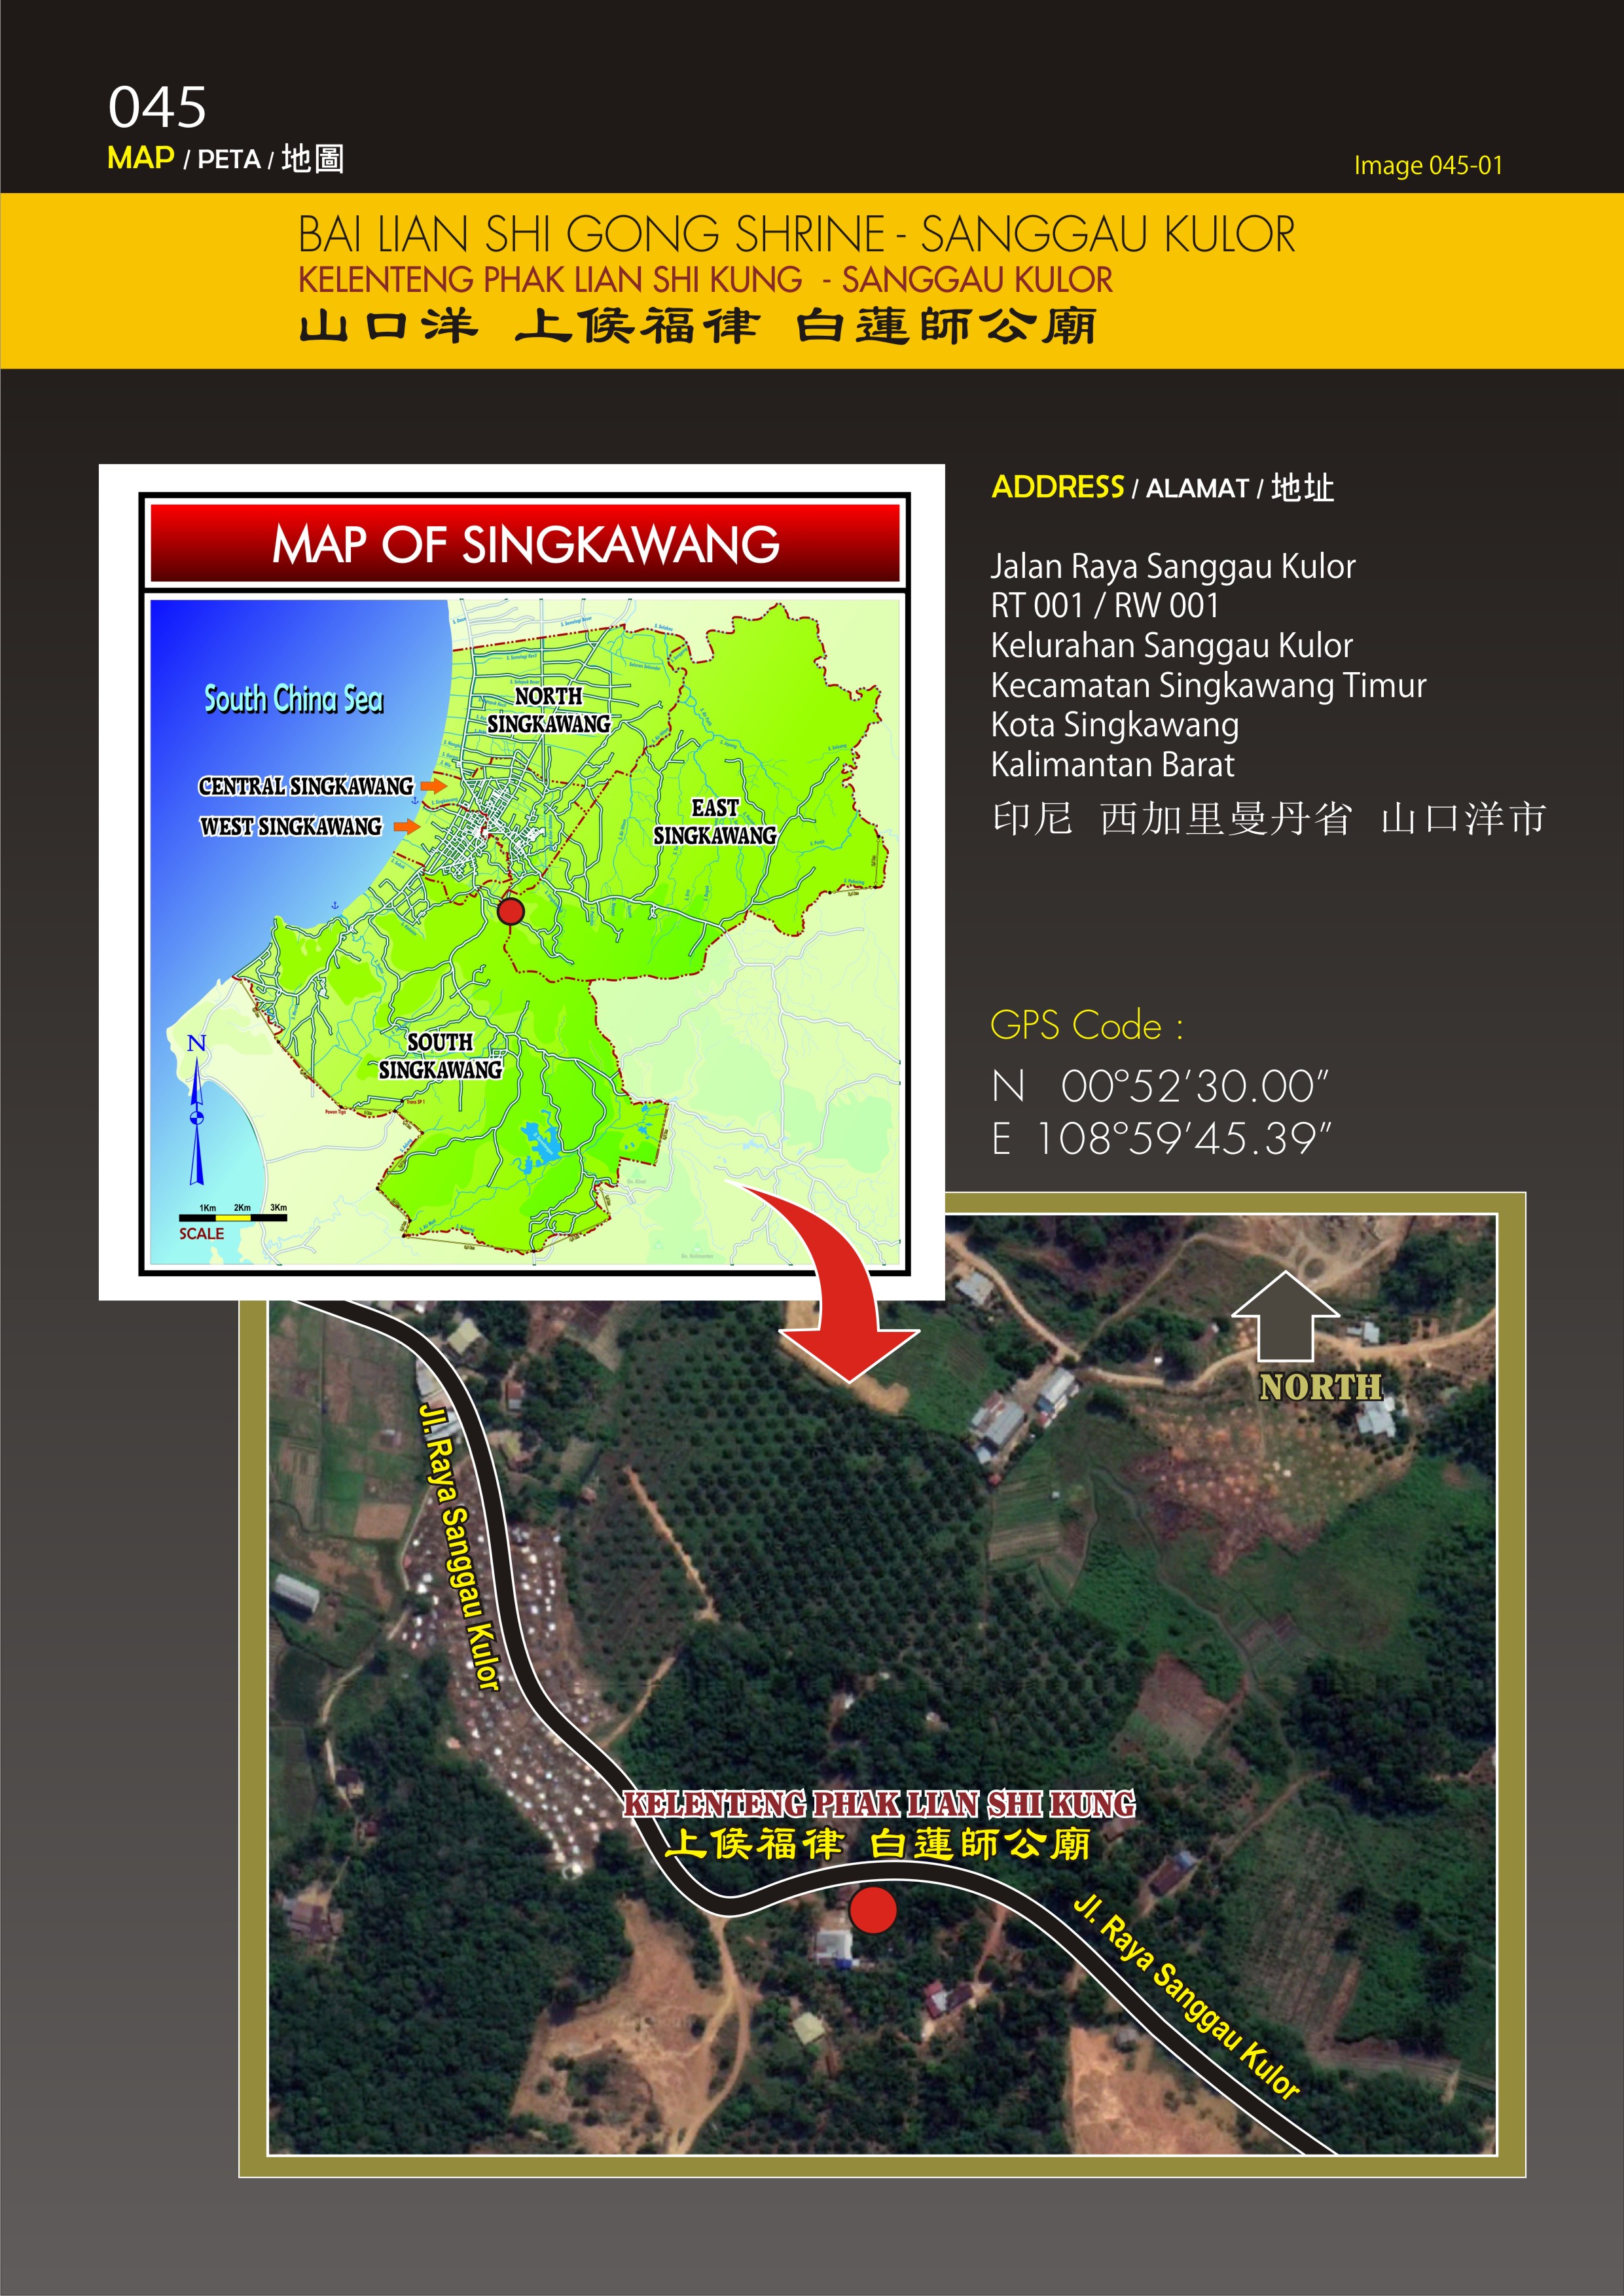 045
MAP / PETA / 地圖
Image 045-01
BAI LIAN SHI GONG SHRINE - SANGGAU KULOR
KELENTENG PHAK LIAN SHI KUNG - SANGGAU KULOR
山口洋 上候福律 白蓮師公廟
MAP OF SINGKAWANG
South China Sea
NORTH
SINGKAWANG
CENTRAL SINGKAWANG
WEST SINGKAWANG
EAST
SINGKAWANG
SOUTH
SINGKAWANG
N
1Km 2Km 3Km
SCALE
ADDRESS / ALAMAT / 地址
Jalan Raya Sanggau Kulor
RT 001 / RW 001
Kelurahan Sanggau Kulor
Kecamatan Singkawang Timur
Kota Singkawang
Kalimantan Barat
印尼 西加里曼丹省 山口洋市
GPS Code :
N 00°52’30.00”
E 108°59’45.39”
NORTH
Jl. Raya Sanggau Kulor
KELENTENG PHAK LIAN SHI KUNG
上候福律 白蓮師公廟
Jl. Raya Sanggau Kulor